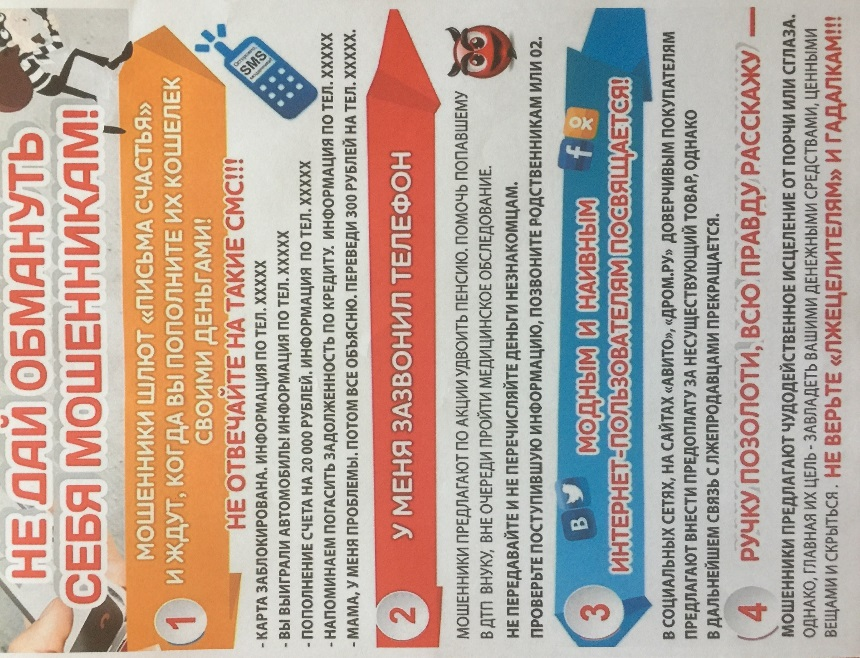 НЕ ДАЙ ОБМАНУТЬ
СЕБЯ МОШЕННИКАМ!
1
МОШЕННИКИ ШЛЮТ «ПИСЬМА СЧАСТЬЯ»
И ЖДУТ, КОГДА ВЫ ПОПОЛНИТЕ ИХ КОШЕЛЕК
СВОИМИ ДЕНЬГАМИ!
SMS
НЕ ОТВЕЧАЙТЕ НА ТАКИЕ СМС!!!
- КАРТА ЗАБЛОКИРОВАНА. ИНФОРМАЦИЯ ПО ТЕЛ. XXXXX
- ВЫ ВЫИГРАЛИ АВТОМОБИЛЬ! ИНФОРМАЦИЯ ПО ТЕЛ. XXXXX
- ПОПОЛНЕНИЕ СЧЕТА НА 20 000 РУБЛЕЙ. ИНФОРМАЦИЯ ПО ТЕЛ. XXXXX
- НАПОМИНАЕМ ПОГАСИТЬ ЗАДОЛЖЕННОСТЬ ПО КРЕДИТУ. ИНФОРМАЦИЯ ПО ТЕЛ. XXXXX
- МАМА, У МЕНЯ ПРОБЛЕМЫ. ПОТОМ ВСЕ ОБЪЯСНЮ. ПЕРЕВЕДИ 300 РУБЛЕЙ НА ТЕЛ. XXXXX.
2
У МЕНЯ ЗАЗВОНИЛ ТЕЛЕФОН
МОШЕННИКИ ПРЕДЛАГАЮТ ПО АКЦИИ УДВОИТЬ ПЕНСИЮ. ПОМОЧЬ ПОПАВШЕМУ
В ДТП ВНУКУ, ВНЕ ОЧЕРЕДИ ПРОЙТИ МЕДИЦИНСКОЕ ОБСЛЕДОВАНИЕ.
НЕ ПЕРЕДАВАЙТЕ И НЕ ПЕРЕЧИСЛЯЙТЕ ДЕНЬГИ НЕЗНАКОМЦАМ.
ПРОВЕРЬТЕ ПОСТУПИВШУЮ ИНФОРМАЦИЮ, ПОЗВОНИТЕ РОДСТВЕННИКАМ ИЛИ 02.
3
B
f
ok
МОДНЫМ И НАИВНЫМ
ИНТЕРНЕТ-ПОЛЬЗОВАТЕЛЯМ ПОСВЯЩАЕТСЯ!
В СОЦИАЛЬНЫХ СЕТЯХ, НА САЙТАХ «АВИТО», «ДРОМ.РУ» ДОВЕРЧИВЫМ ПОКУПАТЕЛЯМ
ПРЕДЛАГАЮТ ВНЕСТИ ПРЕДОПЛАТУ ЗА НЕСУЩЕСТВУЮЩИЙ ТОВАР, ОДНАКО
В ДАЛЬНЕЙШЕМ СВЯЗЬ С ЛЖЕПРОДАВЦАМИ ПРЕКРАЩАЕТСЯ.
4
РУЧКУ ПОЗОЛОТИ, ВСЮ ПРАВДУ РАССКАЖУ —
МОШЕННИКИ ПРЕДЛАГАЮТ ЧУДОДЕЙСТВЕННОЕ ИСЦЕЛЕНИЕ ОТ ПОРЧИ ИЛИ СГЛАЗА.
ОДНАКО, ГЛАВНАЯ ИХ ЦЕЛЬ - ЗАВЛАДЕТЬ ВАШИМИ ДЕНЕЖНЫМИ СРЕДСТВАМИ, ЦЕННЫМИ
ВЕЩАМИ И СКРЫТЬСЯ. НЕ ВЕРЬТЕ «ЛЖЕЦЕЛИТЕЛЯМ» И ГАДАЛКАМ!!!